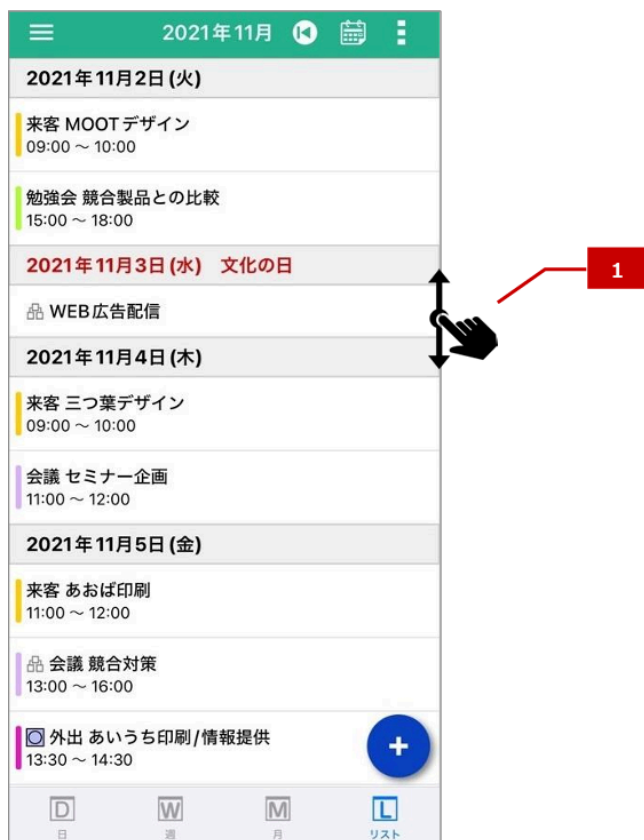 2021年11月
2021年11月2日(火)
来客 MOOTデザイン
09:00 ～ 10:00
勉強会 競合製品との比較
15:00 ～ 18:00
2021年11月3日(水) 文化の日
1
WEB広告配信
2021年11月4日(木)
来客 三つ葉デザイン
09:00 ～ 10:00
会議 セミナー企画
11:00 ～ 12:00
2021年11月5日(金)
来客 あおば印刷
11:00 ～ 12:00
会議 競合対策
13:00 ～ 16:00
外出 あいうち印刷/情報提供
13:30 ～ 14:30
+
D W M L
日 週 月 リスト